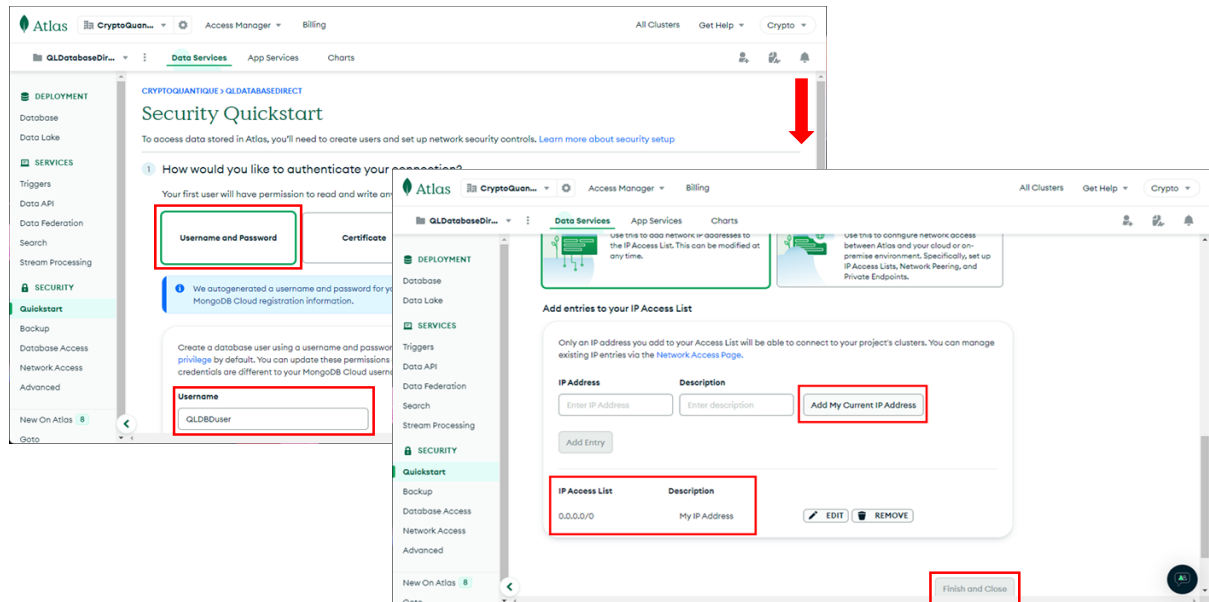 Atlas
CryptoQuan...
Access Manager
Billing
All Clusters
Get Help
Crypto
QLDatabaseDir...
Data Services
App Services
Charts
DEPLOYMENT
Database
Data Lake
SERVICES
Triggers
Data API
Data Federation
Search
Stream Processing
SECURITY
Quickstart
Backup
Database Access
Network Access
Advanced
New On Atlas 8
Goto
CRYPTOQUANTIQUE > QLDATABASEDIRECT
Security Quickstart
To access data stored in Atlas, you'll need to create users and set up network security controls. Learn more about security setup
1 How would you like to authenticate your connection?
Your first user will have permission to read and write any
Username and Password
Certificate
We autogenerated a username and password for yo
MongoDB Cloud registration information.
Create a database user using a username and passwor
privilege by default. You can update these permissions
credentials are different to your MongoDB Cloud usern
Username
QLDBDuser
Atlas
CryptoQuan...
Access Manager
Billing
All Clusters
Get Help
Crypto
QLDatabaseDir...
Data Services
App Services
Charts
DEPLOYMENT
Database
Data Lake
SERVICES
Triggers
Data API
Data Federation
Search
Stream Processing
SECURITY
Quickstart
Backup
Database Access
Network Access
Advanced
New On Atlas 8
Goto
Use this to add network IP addresses to
the IP Access List. This can be modified at
any time.
Use this to configure network access
between Atlas and your cloud or on-
premise environment. Specifically, set up
IP Access Lists, Network Peering, and
Private Endpoints.
Add entries to your IP Access List
Only an IP address you add to your Access List will be able to connect to your project's clusters. You can manage
existing IP entries via the Network Access Page.
IP Address
Description
Enter IP Address
Enter description
Add My Current IP Address
Add Entry
IP Access List
Description
0.0.0.0/0
My IP Address
EDIT
REMOVE
Finish and Close